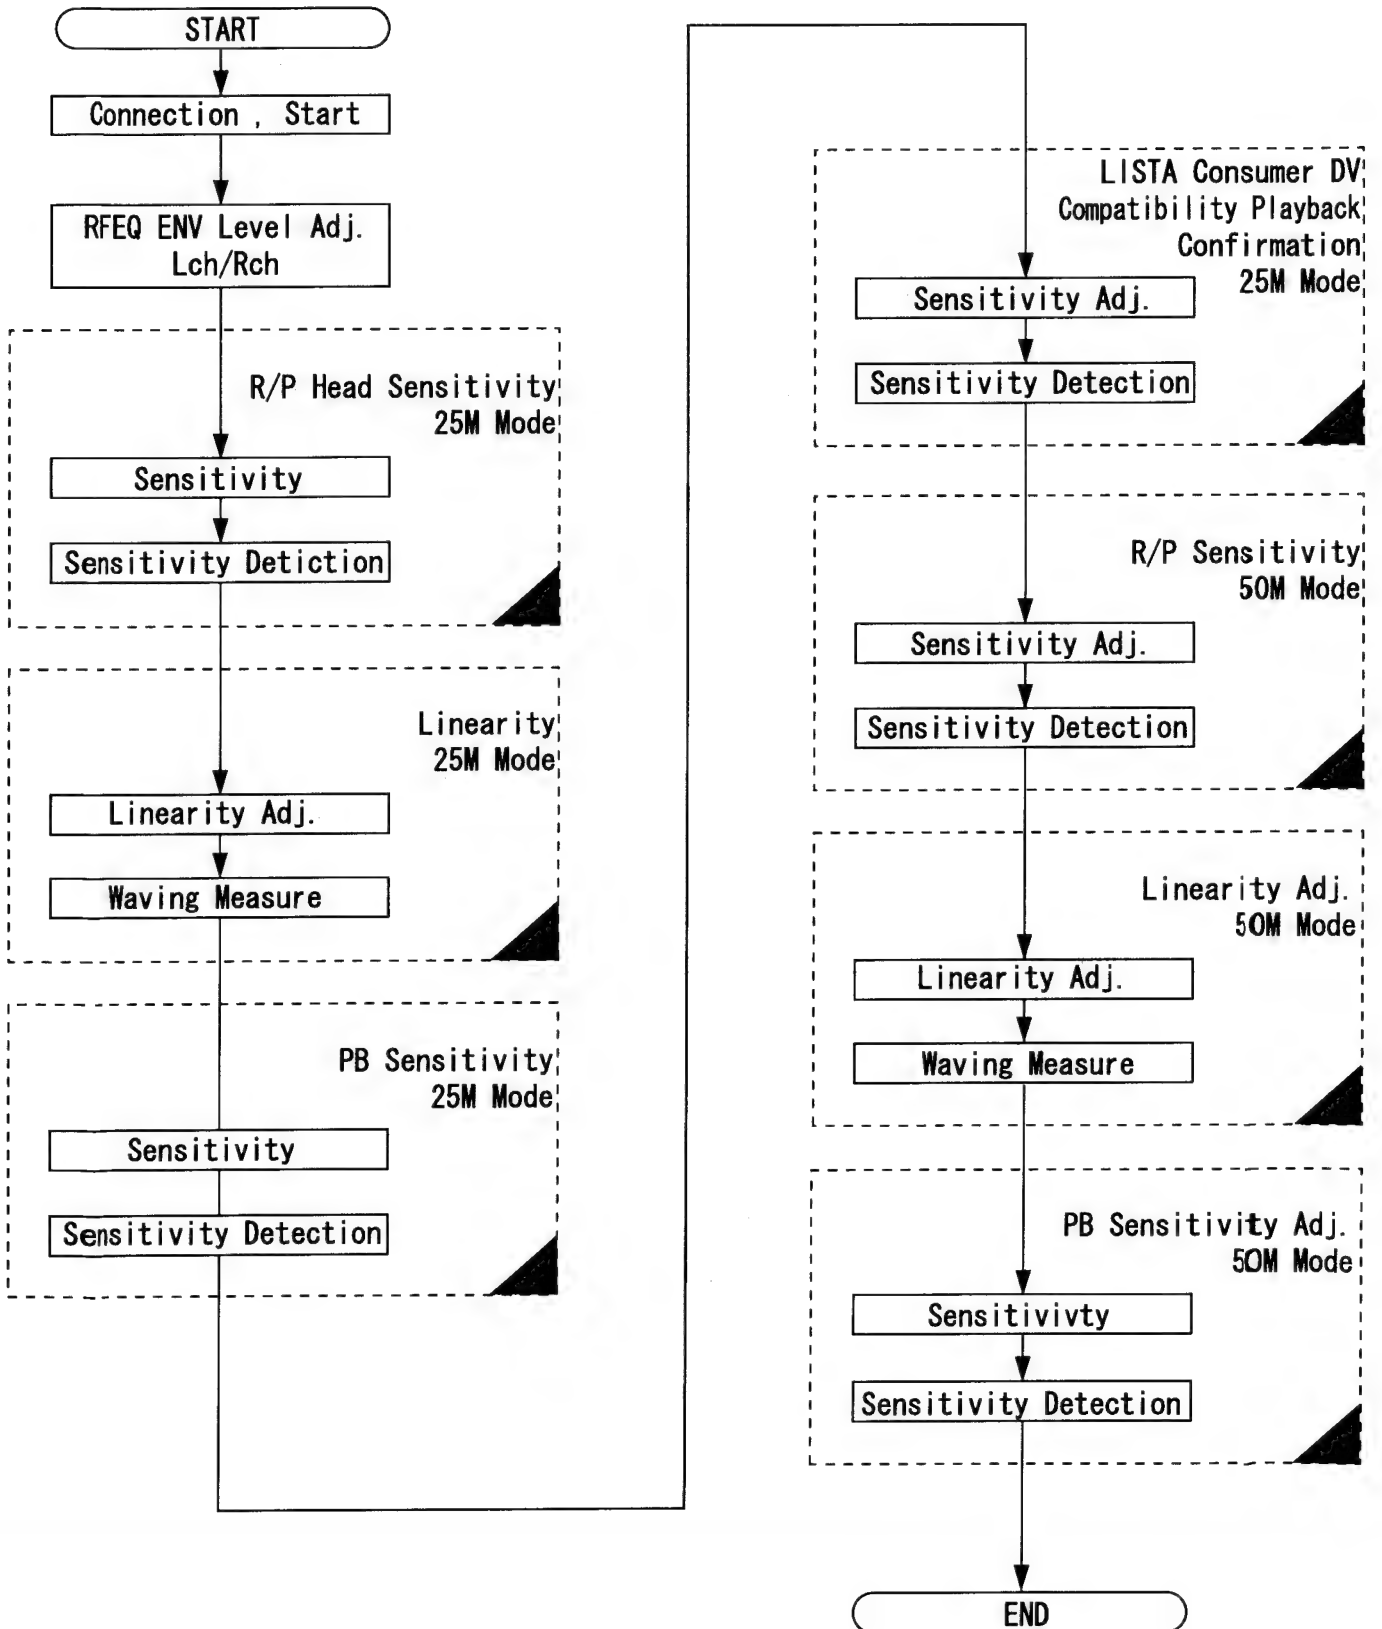 START
Connection , Start
RFEQ ENV Level Adj.
Lch/Rch
R/P Head Sensitivity
25M Mode
Sensitivity
Sensitivity Detiction
Linearity
25M Mode
Linearity Adj.
Waving Measure
PB Sensitivity
25M Mode
Sensitivity
Sensitivity Detection
LISTA Consumer DV
Compatibility Playback
Confirmation
25M Mode
Sensitivity Adj.
Sensitivity Detection
R/P Sensitivity
50M Mode
Sensitivity Adj.
Sensitivity Detection
Linearity Adj.
50M Mode
Linearity Adj.
Waving Measure
PB Sensitivity Adj.
50M Mode
Sensitivivty
Sensitivity Detection
END